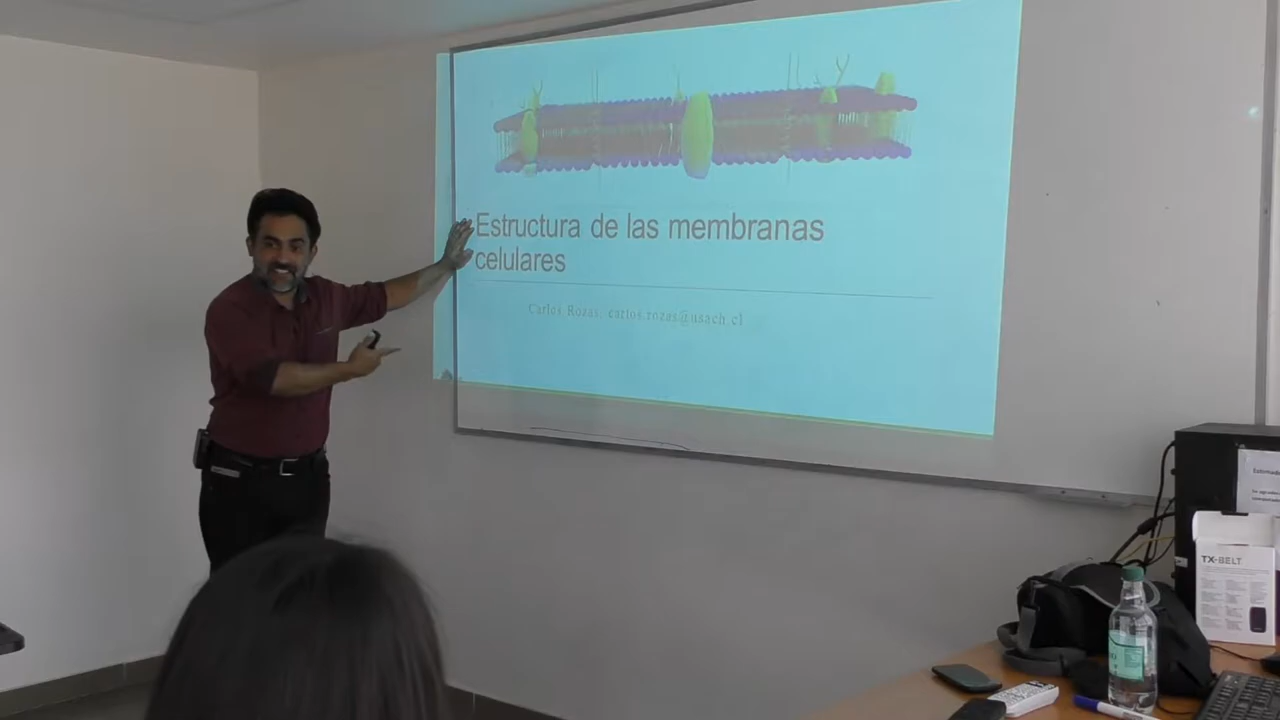 Estructura de las membranas
celulares
Carlos Rozas, carlos.rozas@usach.cl
TX-BELT